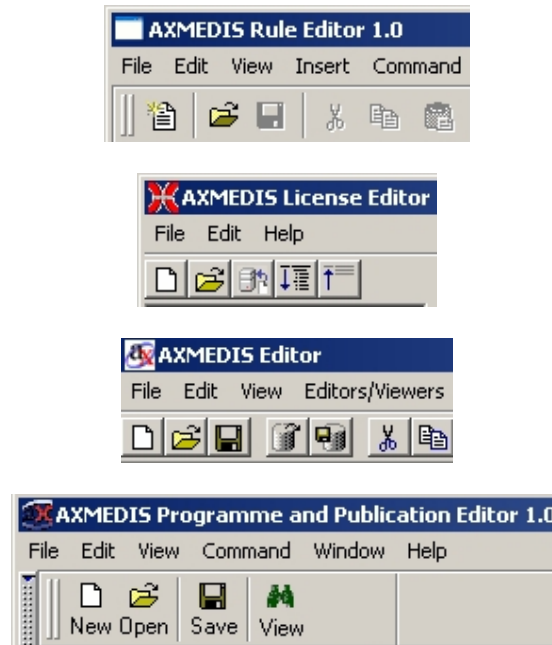 AXMEDIS Rule Editor 1.0
File Edit View Insert Command
AXMEDIS License Editor
File Edit Help
AXMEDIS Editor
File Edit View Editors/Viewers
AXMEDIS Programme and Publication Editor 1.0
File Edit View Command Window Help
New Open Save View